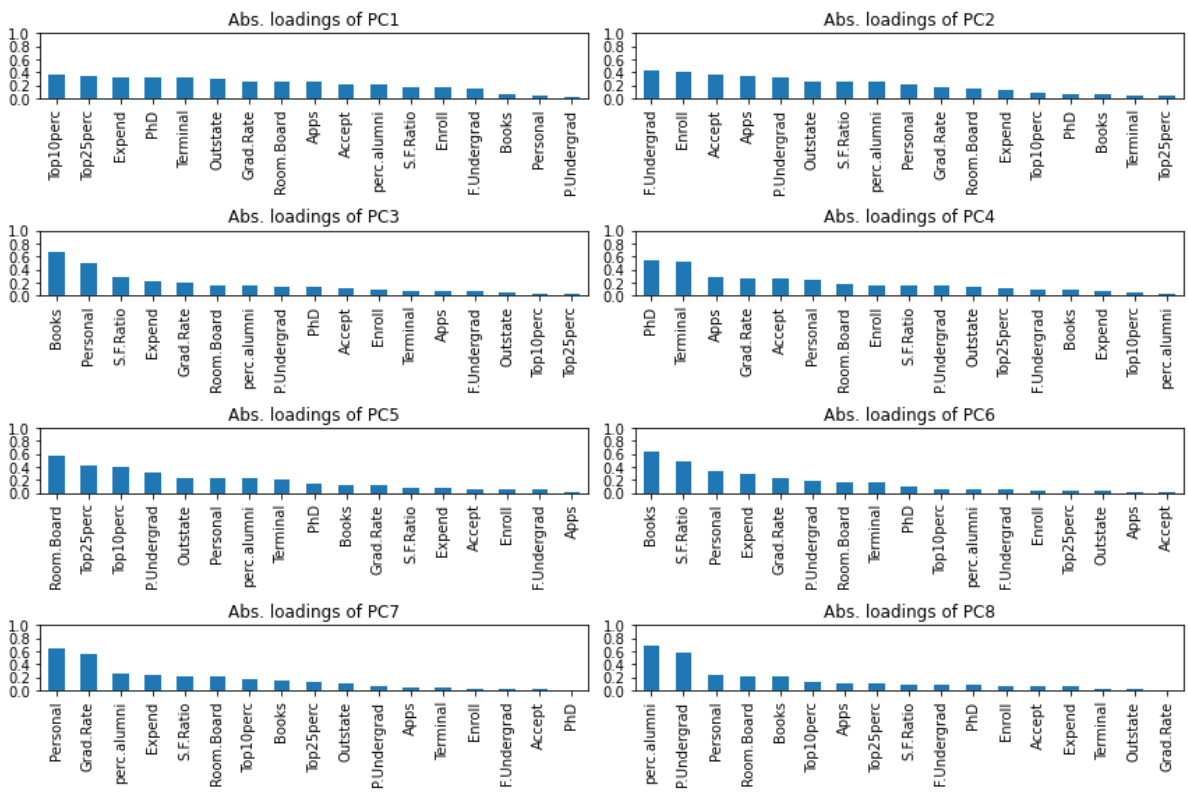 Abs. loadings of PC1
1.0
0.8
0.6
0.4
0.2
0.0
Top10perc
Top25perc
Expend
PhD
Terminal
Outstate
Grad.Rate
Room.Board
Apps
Accept
perc.alumni
S.F.Ratio
Enroll
F.Undergrad
Books
Personal
P.Undergrad
Abs. loadings of PC2
F.Undergrad
Enroll
Accept
Apps
P.Undergrad
Outstate
S.F.Ratio
perc.alumni
Personal
Grad.Rate
Room.Board
Expend
Top10perc
PhD
Books
Terminal
Top25perc
Abs. loadings of PC3
1.0
0.8
0.6
0.4
0.2
0.0
Books
Personal
S.F.Ratio
Expend
Grad.Rate
Room.Board
perc.alumni
P.Undergrad
PhD
Accept
Enroll
Terminal
Apps
F.Undergrad
Outstate
Top10perc
Top25perc
Abs. loadings of PC4
1.0
0.8
0.6
0.4
0.2
0.0
PhD
Terminal
Apps
Grad.Rate
Accept
Personal
Room.Board
Enroll
S.F.Ratio
P.Undergrad
Outstate
Top25perc
F.Undergrad
Books
Expend
Top10perc
perc.alumni
Abs. loadings of PC5
1.0
0.8
0.6
0.4
0.2
0.0
Room.Board
Top25perc
Top10perc
P.Undergrad
Outstate
Personal
perc.alumni
Terminal
PhD
Books
Grad.Rate
S.F.Ratio
Expend
Accept
Enroll
F.Undergrad
Apps
Abs. loadings of PC6
1.0
0.8
0.6
0.4
0.2
0.0
Books
S.F.Ratio
Personal
Expend
Grad.Rate
P.Undergrad
Room.Board
Terminal
PhD
Top10perc
perc.alumni
F.Undergrad
Enroll
Top25perc
Outstate
Apps
Accept
Abs. loadings of PC7
1.0
0.8
0.6
0.4
0.2
0.0
Personal
Grad.Rate
perc.alumni
Expend
S.F.Ratio
Room.Board
Top10perc
Books
Top25perc
Outstate
P.Undergrad
Apps
Terminal
Enroll
F.Undergrad
Accept
PhD
Abs. loadings of PC8
1.0
0.8
0.6
0.4
0.2
0.0
perc.alumni
P.Undergrad
Personal
Room.Board
Books
Top10perc
Apps
Top25perc
S.F.Ratio
F.Undergrad
PhD
Enroll
Accept
Expend
Terminal
Outstate
Grad.Rate